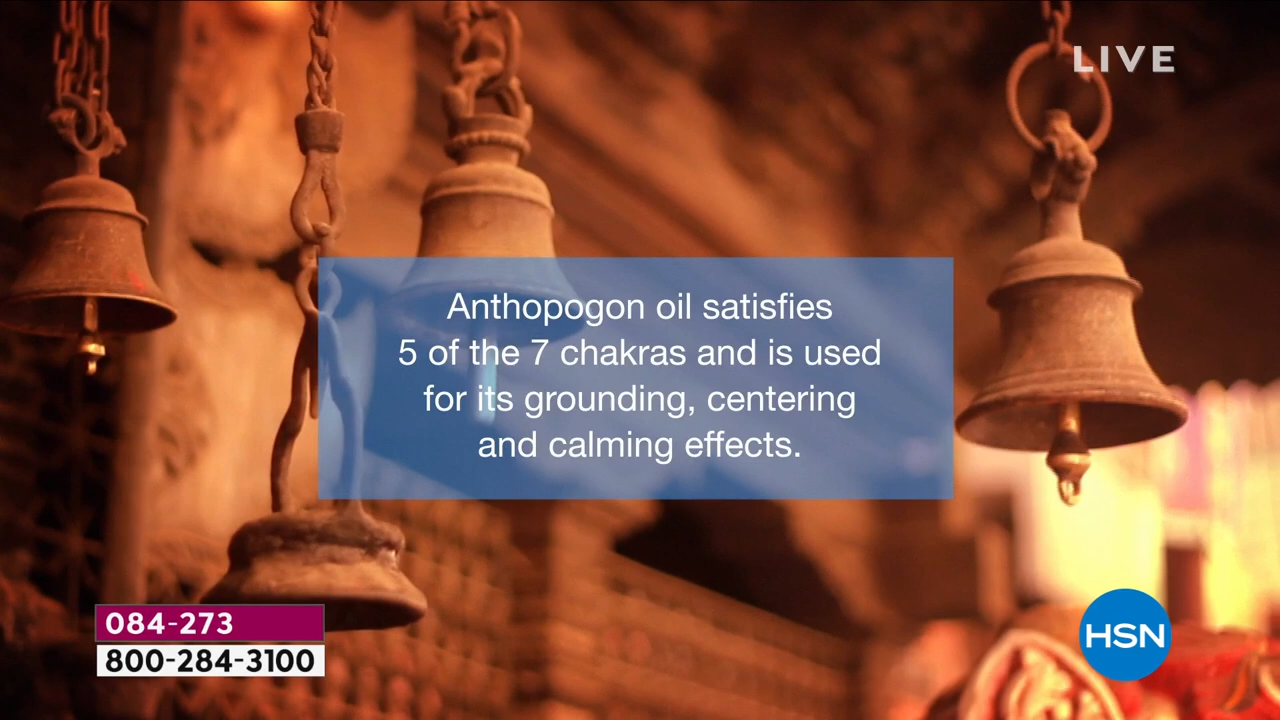 LIVE
Anthopogon oil satisfies
5 of the 7 chakras and is used
for its grounding, centering
and calming effects.
084-273
800-284-3100
HSN